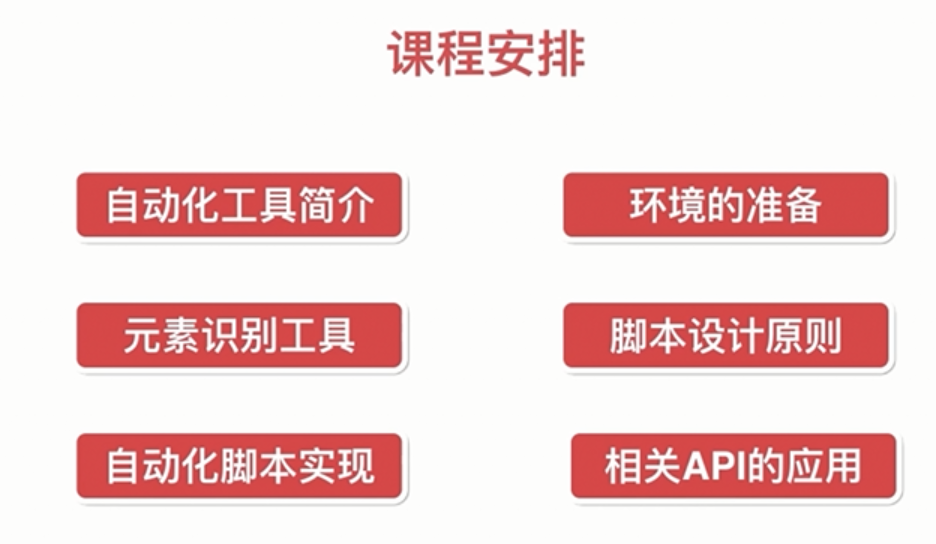 课程安排
自动化工具简介
环境的准备
元素识别工具
脚本设计原则
自动化脚本实现
相关API的应用